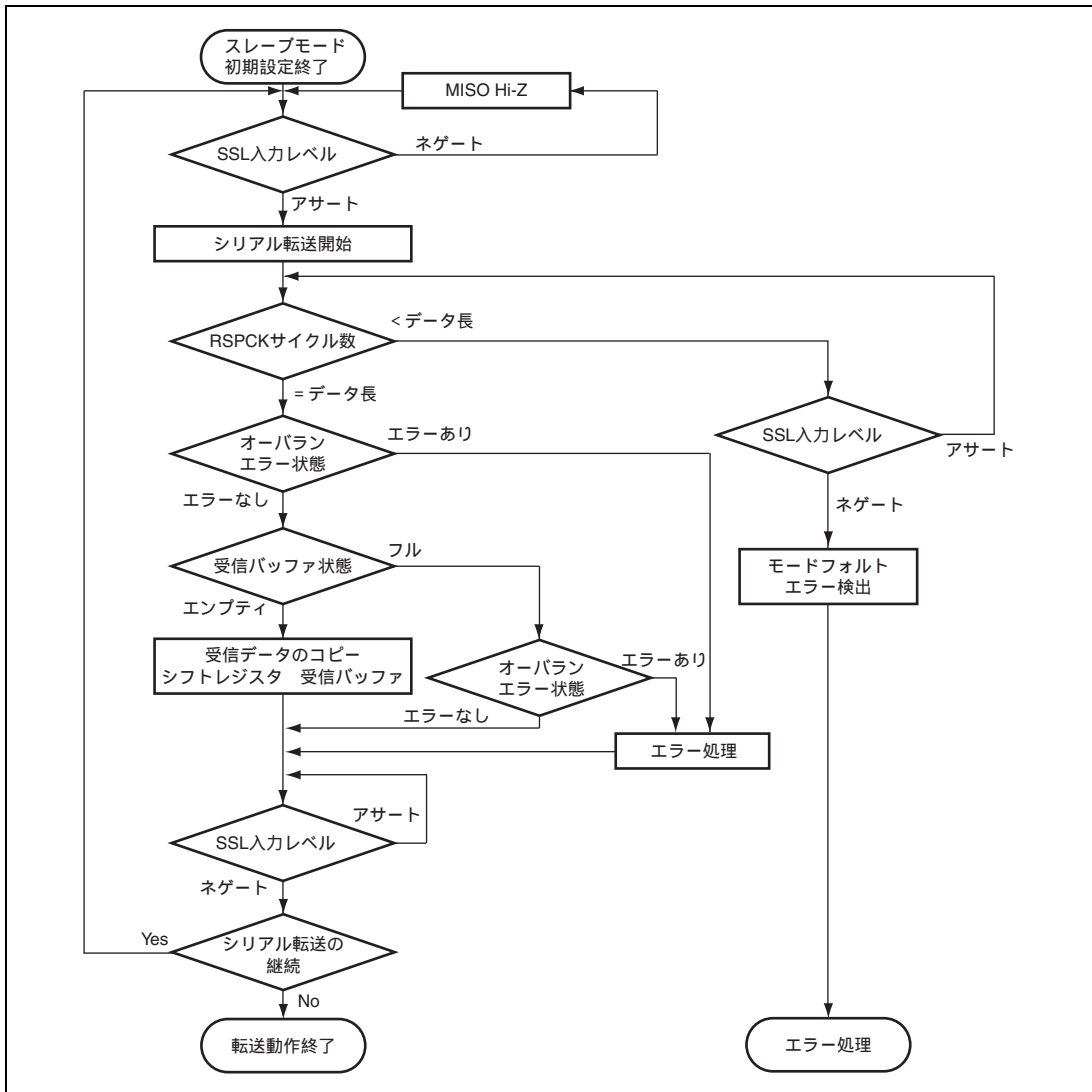 スレーブモード
初期設定終了
MISO Hi-Z
SSL入力レベル
ネゲート
アサート
シリアル転送開始
RSPCKサイクル数
< データ長
= データ長
SSL入力レベル
アサート
ネゲート
オーバラン
エラー状態
エラーあり
エラーなし
受信バッファ状態
フル
エンプティ
モードフォルト
エラー検出
受信データのコピー
シフトレジスタ 受信バッファ
オーバラン
エラー状態
エラーあり
エラーなし
エラー処理
アサート
SSL入力レベル
ネゲート
シリアル転送の
継続
Yes
No
転送動作終了
エラー処理